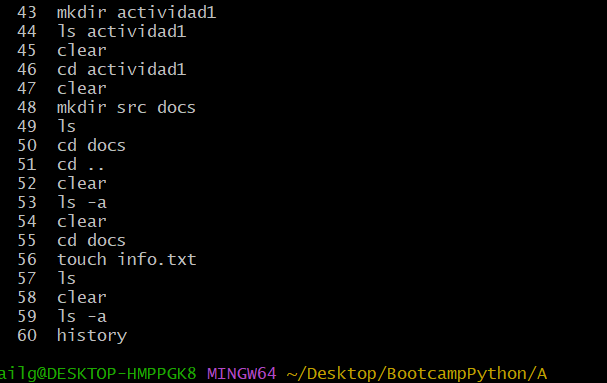 43 mkdir actividad1
44 ls actividad1
45 clear
46 cd actividad1
47 clear
48 mkdir src docs
49 ls
50 cd docs
51 cd ..
52 clear
53 ls -a
54 clear
55 cd docs
56 touch info.txt
57 ls
58 clear
59 ls -a
60 history
ailg@DESKTOP-HMPPGK8 MINGW64 ~/Desktop/BootcampPython/A